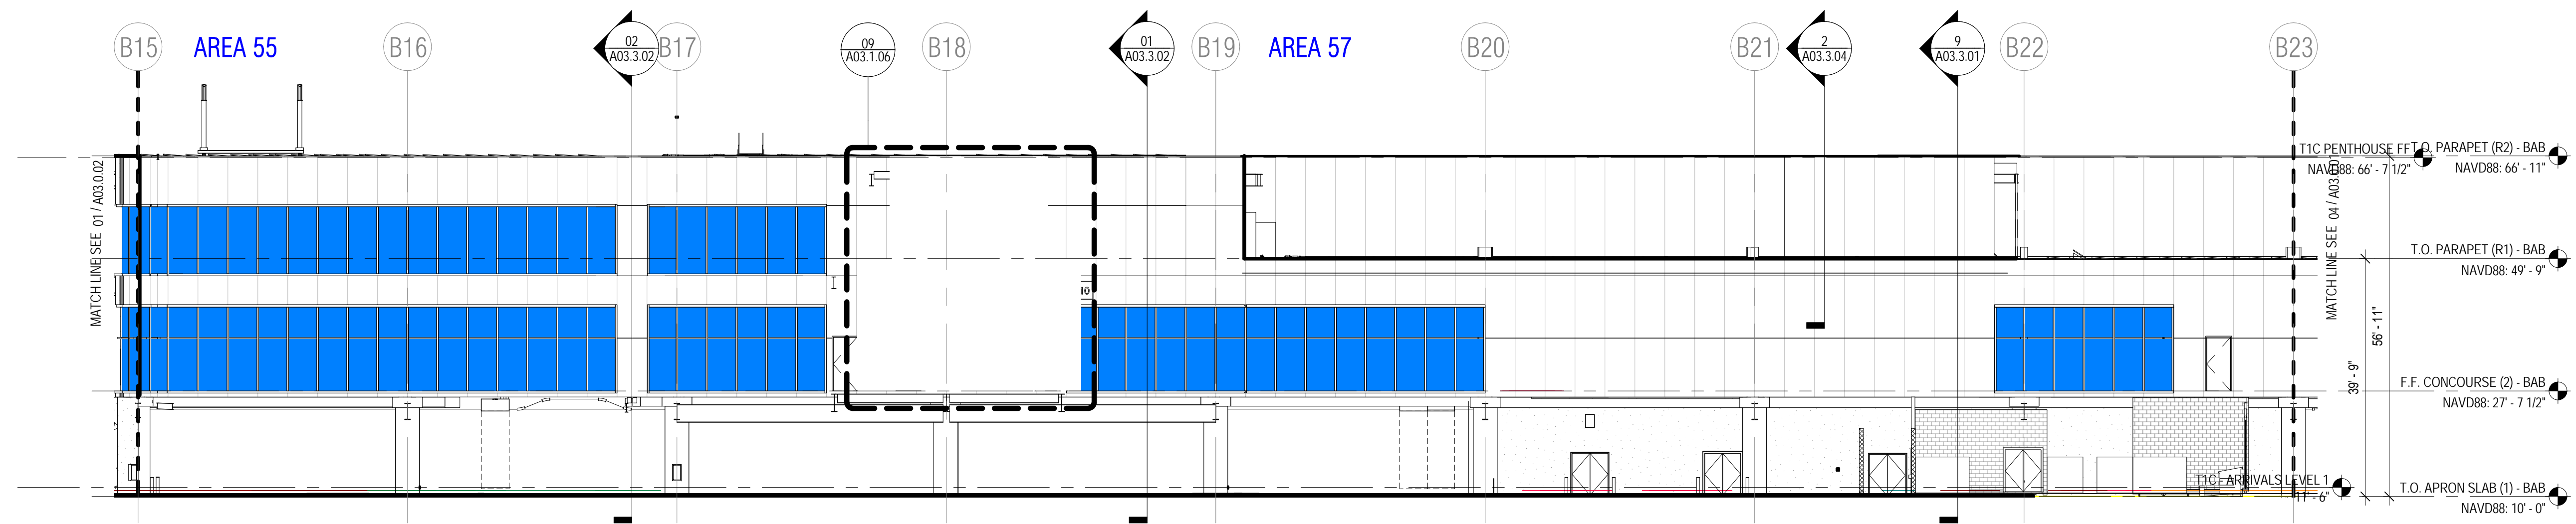 B15
AREA 55
B16
02
A03.3.02
B17
09
A03.1.06
B18
01
A03.3.02
B19
AREA 57
B20
B21
2
A03.3.04
9
A03.3.01
B22
B23
MATCH LINE SEE 01 / A03.0.02
10
MATCH LINE SEE 04 / A03.0.01
T1C PENTHOUSE FF
NAVD88: 66' - 7 1/2"
T.O. PARAPET (R2) - BAB
NAVD88: 66' - 11"
T.O. PARAPET (R1) - BAB
NAVD88: 49' - 9"
56' - 11"
39' - 9"
F.F. CONCOURSE (2) - BAB
NAVD88: 27' - 7 1/2"
T1C - ARRIVALS LEVEL 1
11' - 6"
T.O. APRON SLAB (1) - BAB
NAVD88: 10' - 0"